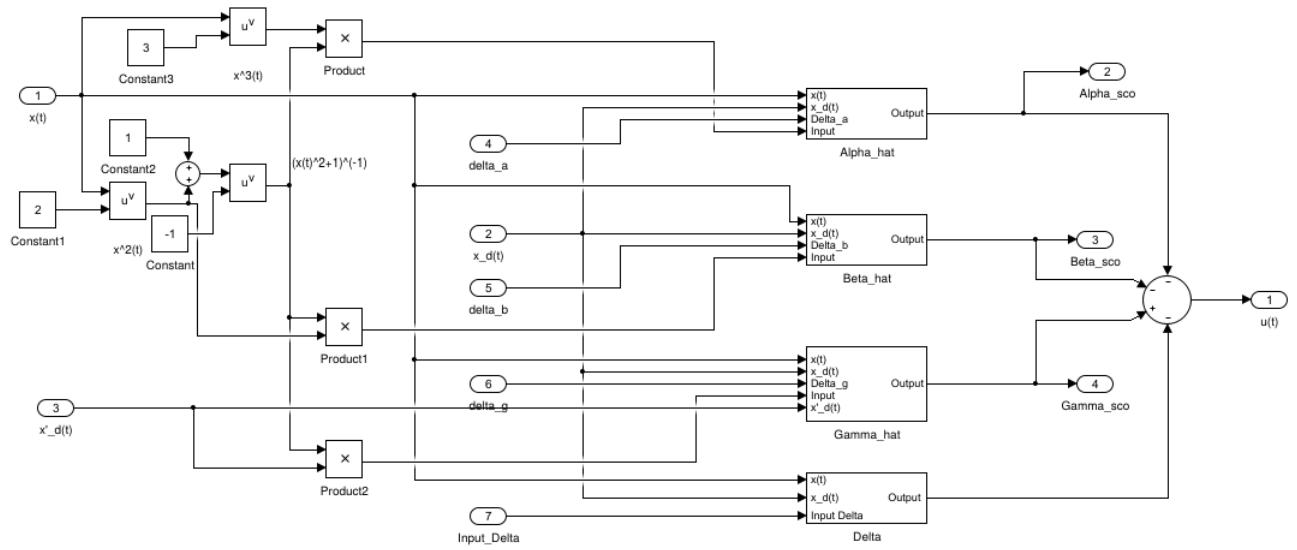 u^v
3
×
Constant3
Product
x^3(t)
2
Alpha_sco
1
x(t)
x(t)
x_d(t)
Delta_a
Input
Output
Alpha_hat
1
Constant2
+
+
u^v
(x(t)^2+1)^(-1)
4
delta_a
2
Constant1
u^v
x^2(t)
-1
Constant
2
x_d(t)
x(t)
x_d(t)
Delta_b
Input
Output
Beta_hat
3
Beta_sco
5
delta_b
×
Product1
−
−
+
−
1
u(t)
6
delta_g
x(t)
x_d(t)
Delta_g
Input
x'_d(t)
Output
Gamma_hat
4
Gamma_sco
3
x'_d(t)
×
Product2
x(t)
x_d(t)
Input Delta
Output
Delta
7
Input_Delta